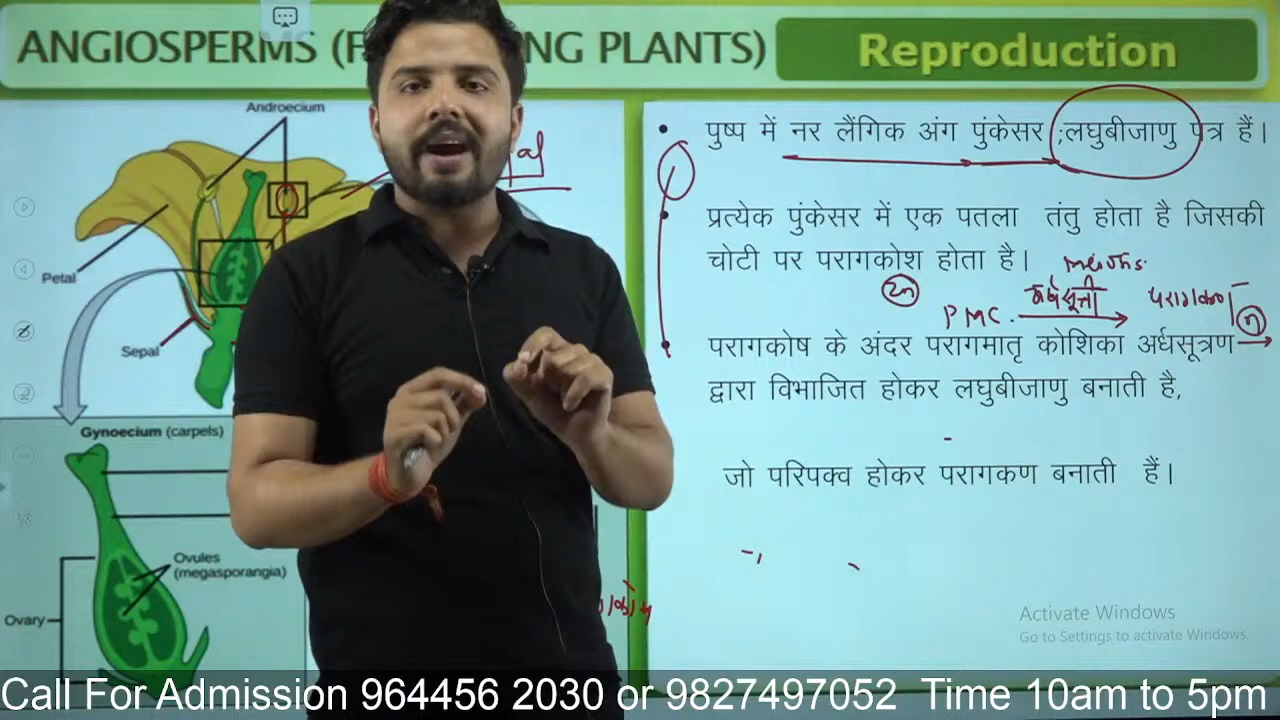 ANGIOSPERMS (F NG PLANTS)
Reproduction
Androecium
Petal
Sepal
Gynoecium (carpels)
Ovules
(megasporangia)
Ovary
पुष्प में नर लैंगिक अंग पुंकेसर ;लघुबीजाणु पत्र हैं।
प्रत्येक पुंकेसर में एक पतला तंतु होता है जिसकी
चोटी पर परागकोश होता है।
2n
PMC
n
परागकोष के अंदर परागमातृ कोशिका अर्धसूत्रण
द्वारा विभाजित होकर लघुबीजाणु बनाती है,
जो परिपक्व होकर परागकण बनाती हैं।
Activate Windows
Go to Settings to activate Windows.
Call For Admission 964456 2030 or 9827497052 Time 10am to 5pm